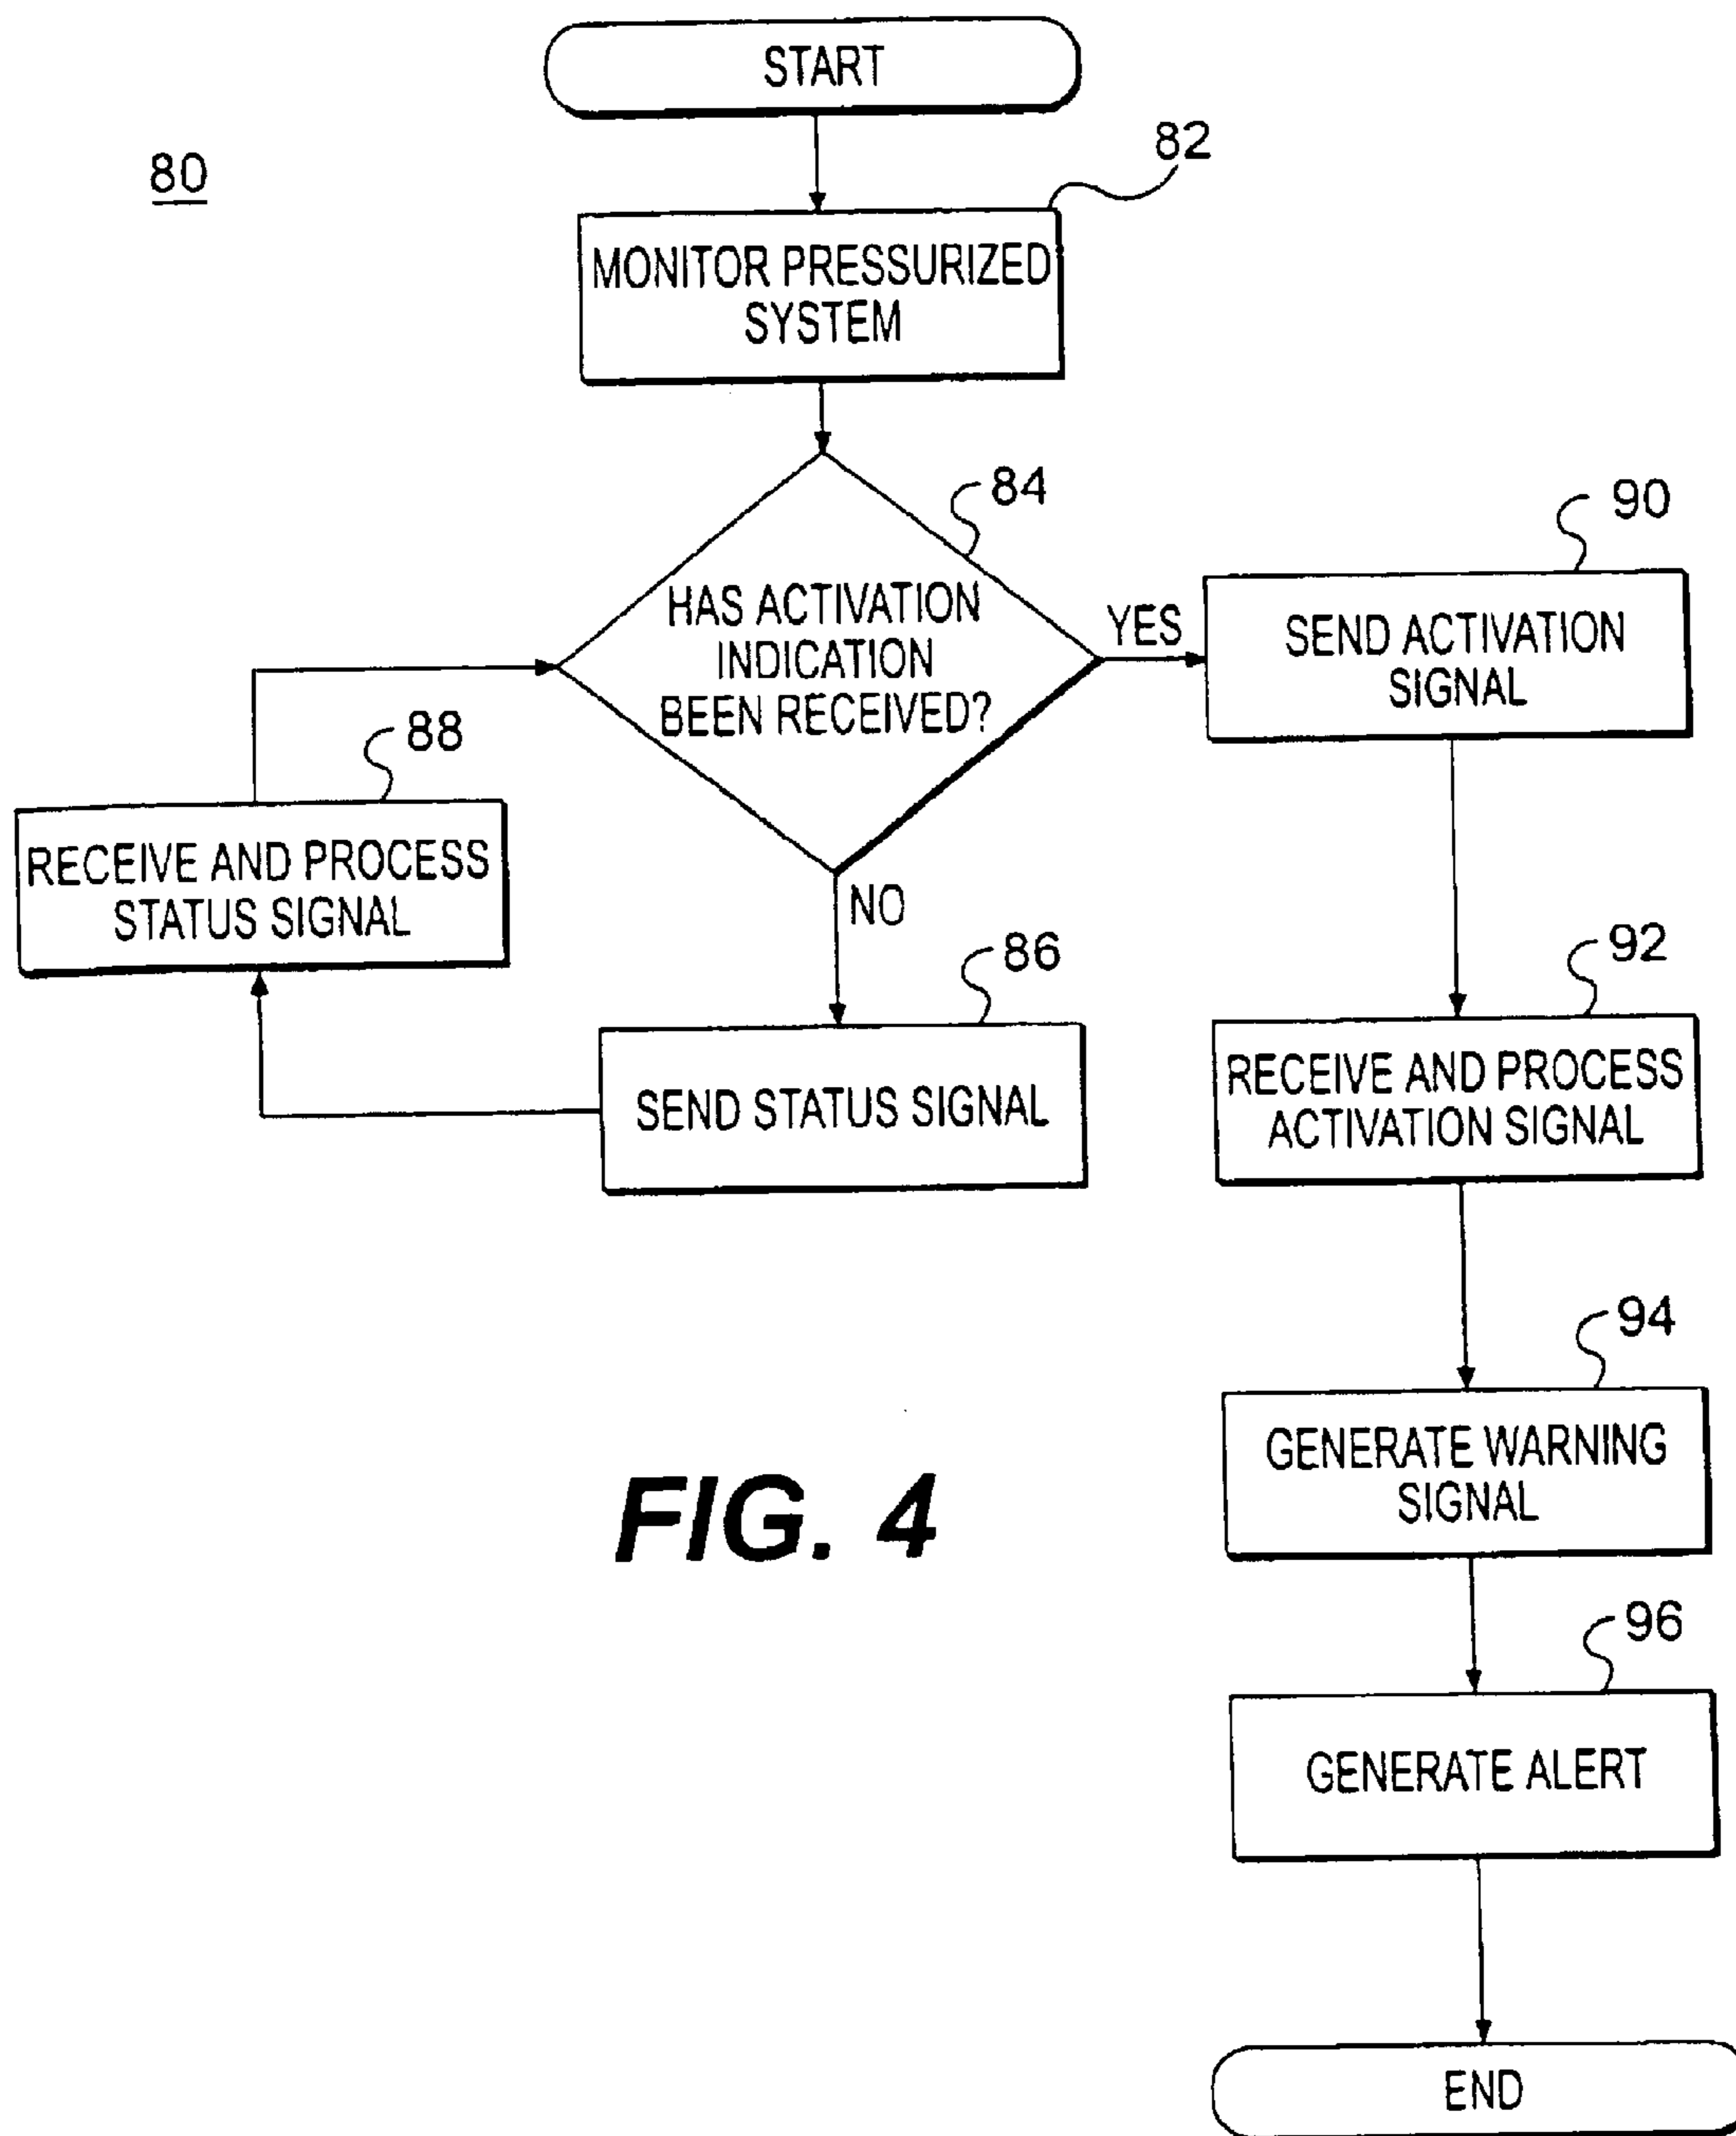 START
80
82
MONITOR PRESSURIZED
SYSTEM
84
HAS ACTIVATION
INDICATION
BEEN RECEIVED?
YES
90
SEND ACTIVATION
SIGNAL
88
RECEIVE AND PROCESS
STATUS SIGNAL
NO
86
SEND STATUS SIGNAL
92
RECEIVE AND PROCESS
ACTIVATION SIGNAL
94
GENERATE WARNING
SIGNAL
FIG. 4
96
GENERATE ALERT
END